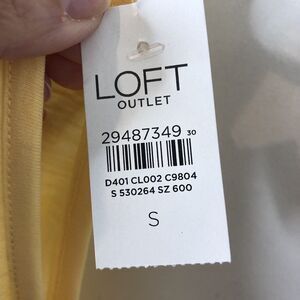 LOFT
OUTLET
29487349 30
D401 CL002 C9804
S 530264 SZ 600
S